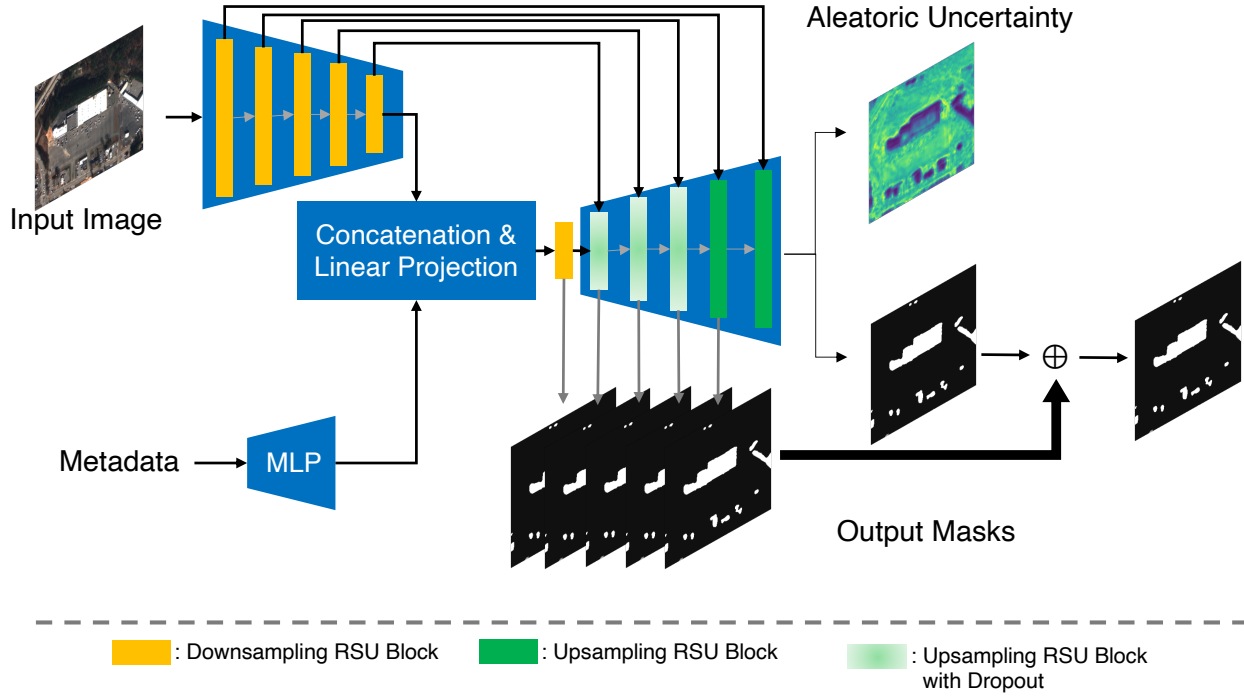 Aleatoric Uncertainty
Input Image
Concatenation &
Linear Projection
Metadata
MLP
Output Masks
: Downsampling RSU Block
: Upsampling RSU Block
: Upsampling RSU Block
with Dropout